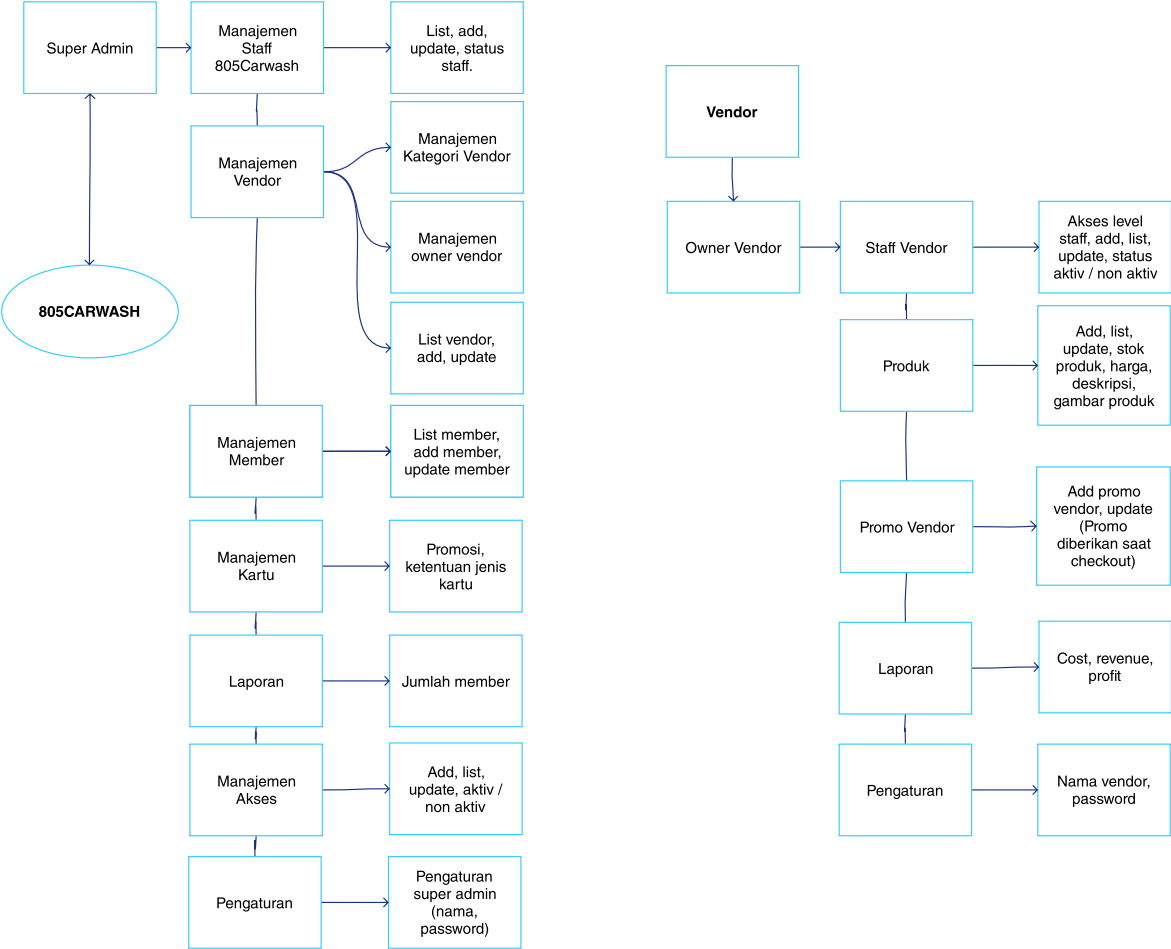 Super Admin
Manajemen
Staff
805Carwash
List, add,
update, status
staff.
Manajemen
Vendor
Manajemen
Kategori Vendor
Manajemen
owner vendor
805CARWASH
List vendor,
add, update
Manajemen
Member
List member,
add member,
update member
Manajemen
Kartu
Promosi,
ketentuan jenis
kartu
Laporan
Jumlah member
Manajemen
Akses
Add, list,
update, aktiv /
non aktiv
Pengaturan
Pengaturan
super admin
(nama,
password)
Vendor
Owner Vendor
Staff Vendor
Akses level
staff, add, list,
update, status
aktiv / non aktiv
Produk
Add, list,
update, stok
produk, harga,
deskripsi,
gambar produk
Promo Vendor
Add promo
vendor, update
(Promo
diberikan saat
checkout)
Laporan
Cost, revenue,
profit
Pengaturan
Nama vendor,
password